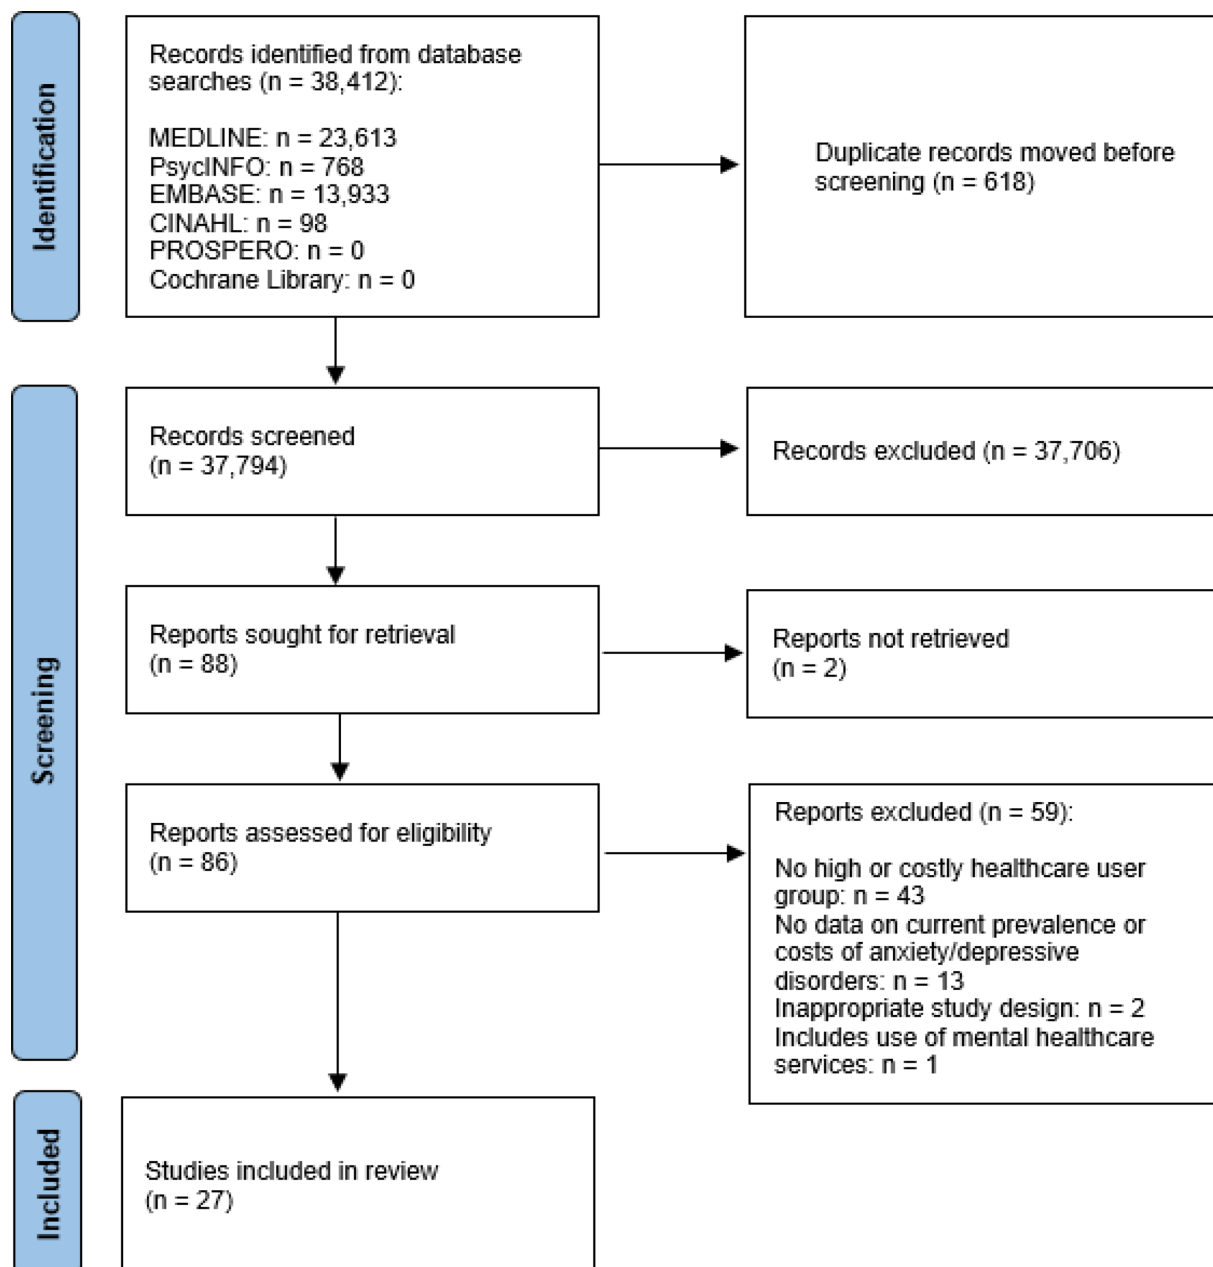 Identification
Records identified from database
searches (n = 38,412):
MEDLINE: n = 23,613
PsycINFO: n = 768
EMBASE: n = 13,933
CINAHL: n = 98
PROSPERO: n = 0
Cochrane Library: n = 0
Duplicate records moved before
screening (n = 618)
Screening
Records screened
(n = 37,794)
Records excluded (n = 37,706)
Reports sought for retrieval
(n = 88)
Reports not retrieved
(n = 2)
Reports assessed for eligibility
(n = 86)
Reports excluded (n = 59):
No high or costly healthcare user
group: n = 43
No data on current prevalence or
costs of anxiety/depressive
disorders: n = 13
Inappropriate study design: n = 2
Includes use of mental healthcare
services: n = 1
Included
Studies included in review
(n = 27)